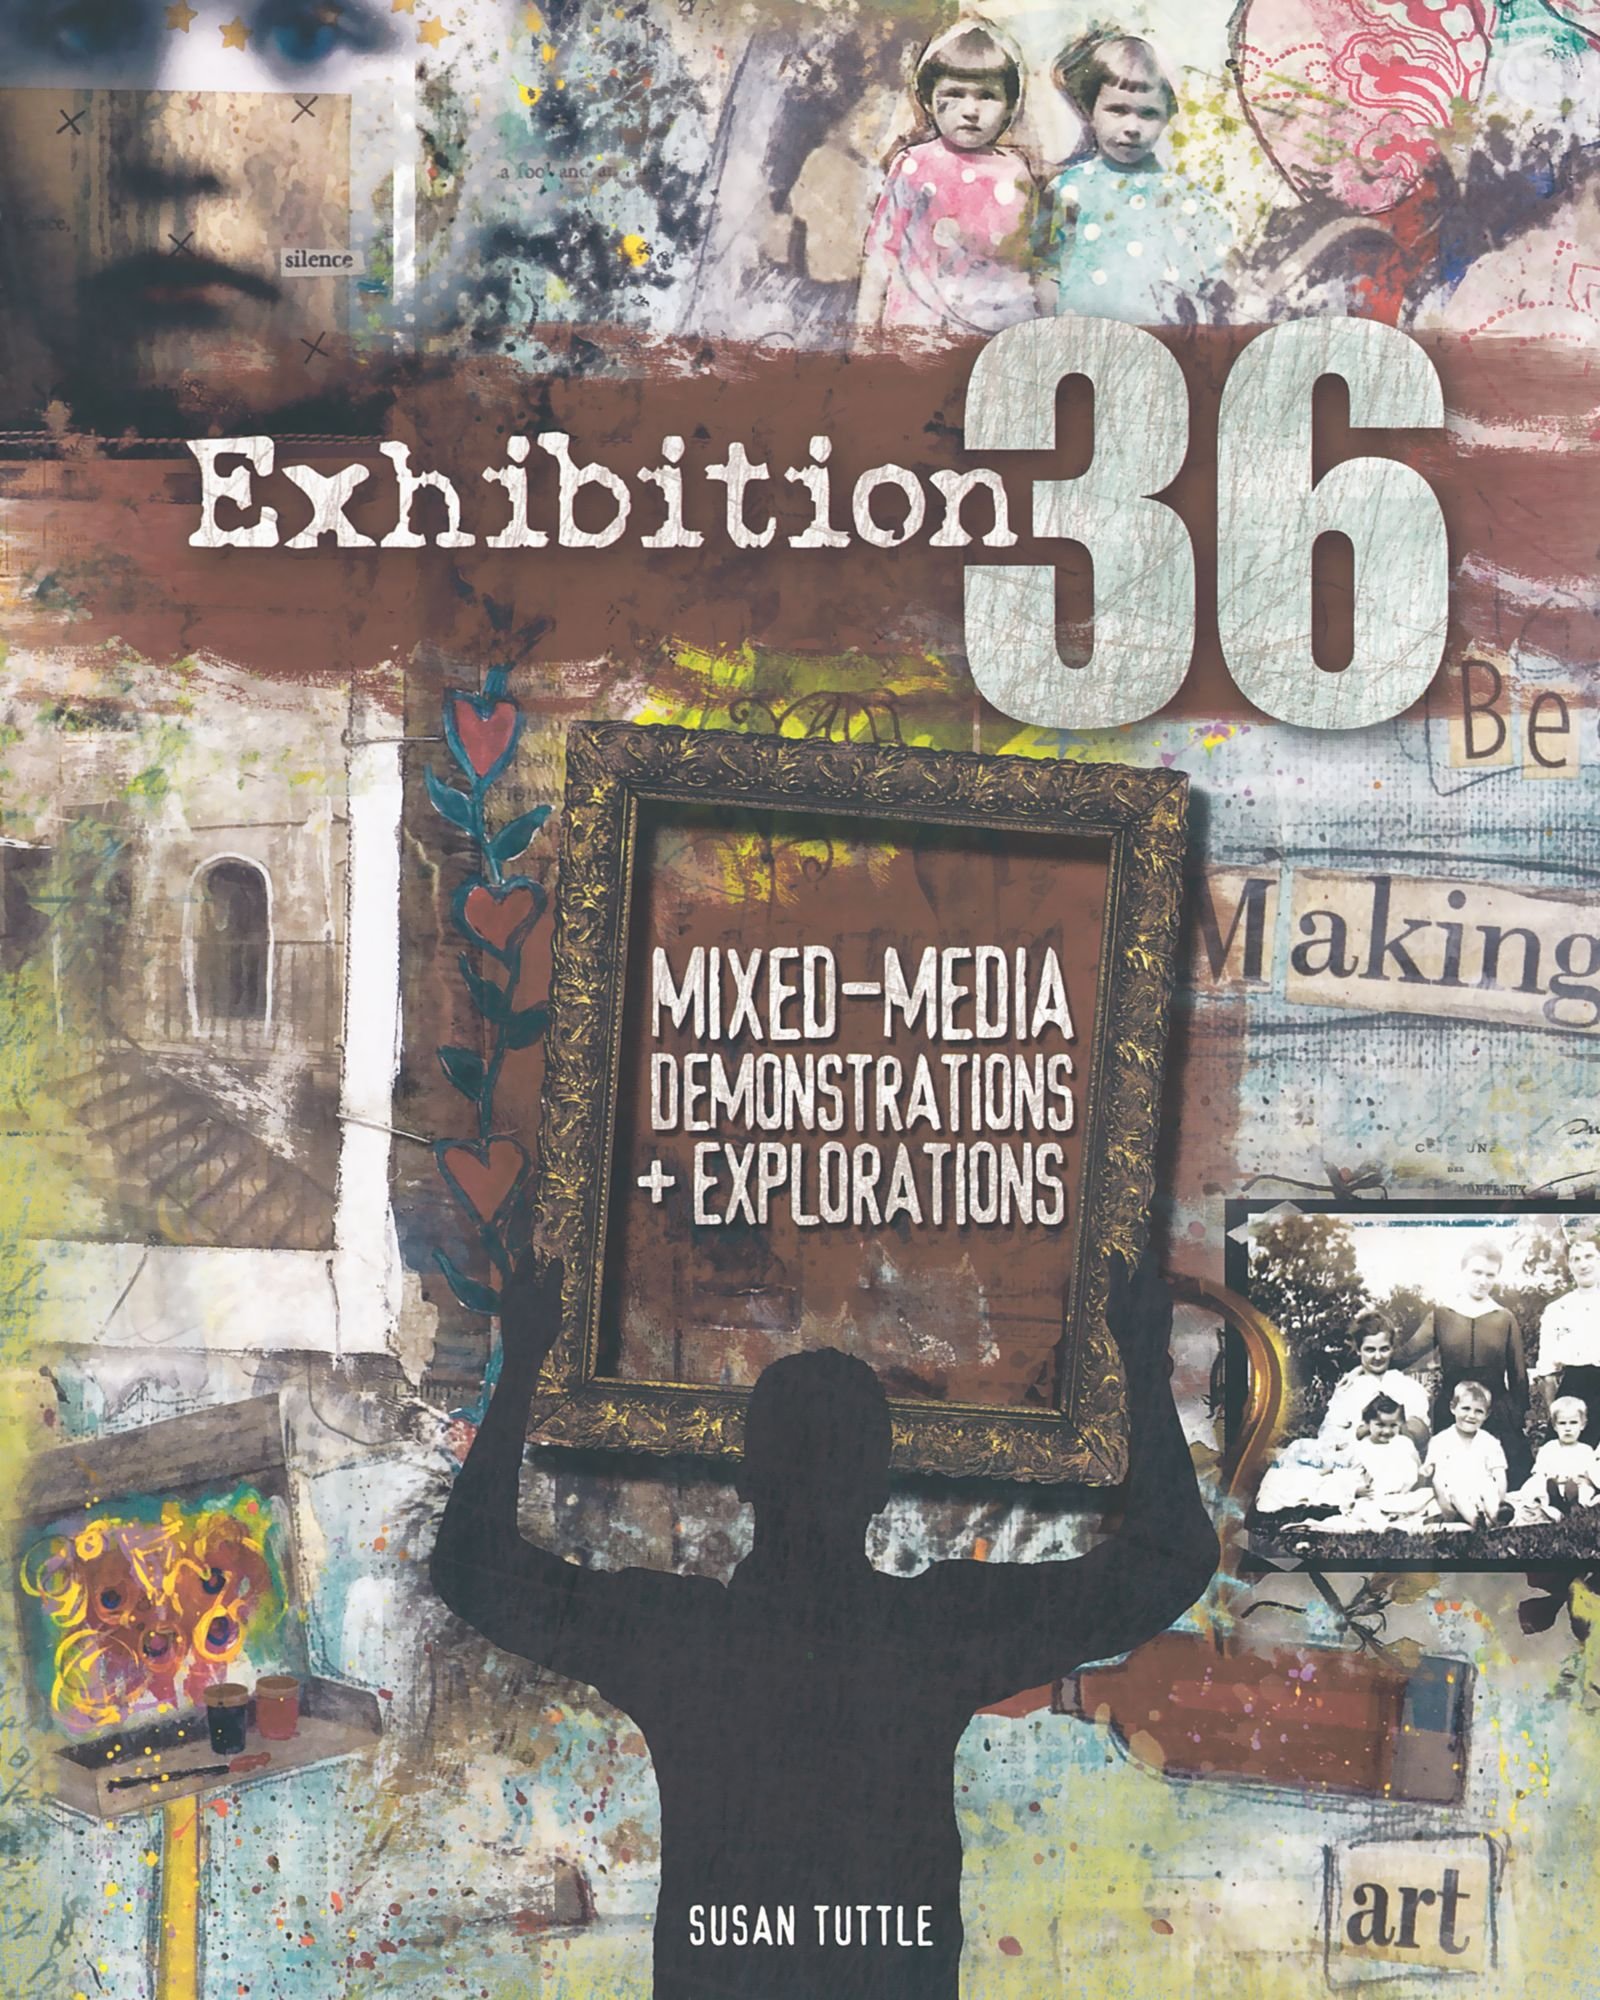 silence
Exhibition 36
Be
Making
MIXED-MEDIA
DEMONSTRATIONS
+ EXPLORATIONS
art
SUSAN TUTTLE